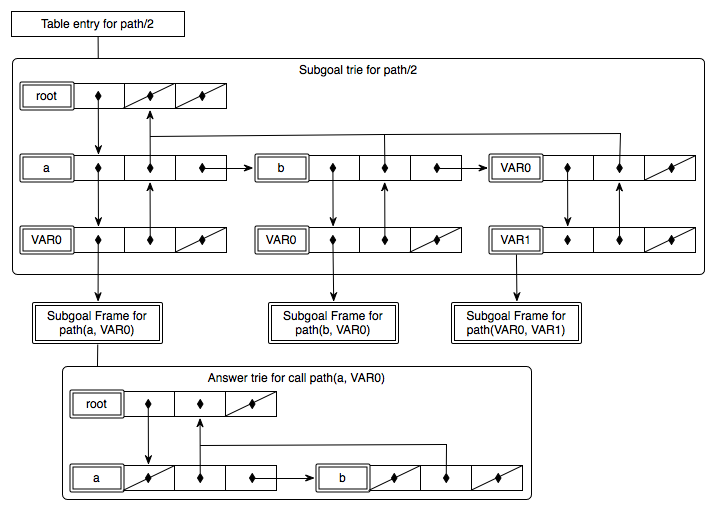 Table entry for path/2
Subgoal trie for path/2
root
a
b
VAR0
VAR0
VAR0
VAR1
Subgoal Frame for
path(a, VAR0)
Subgoal Frame for
path(b, VAR0)
Subgoal Frame for
path(VAR0, VAR1)
Answer trie for call path(a, VAR0)
root
a
b